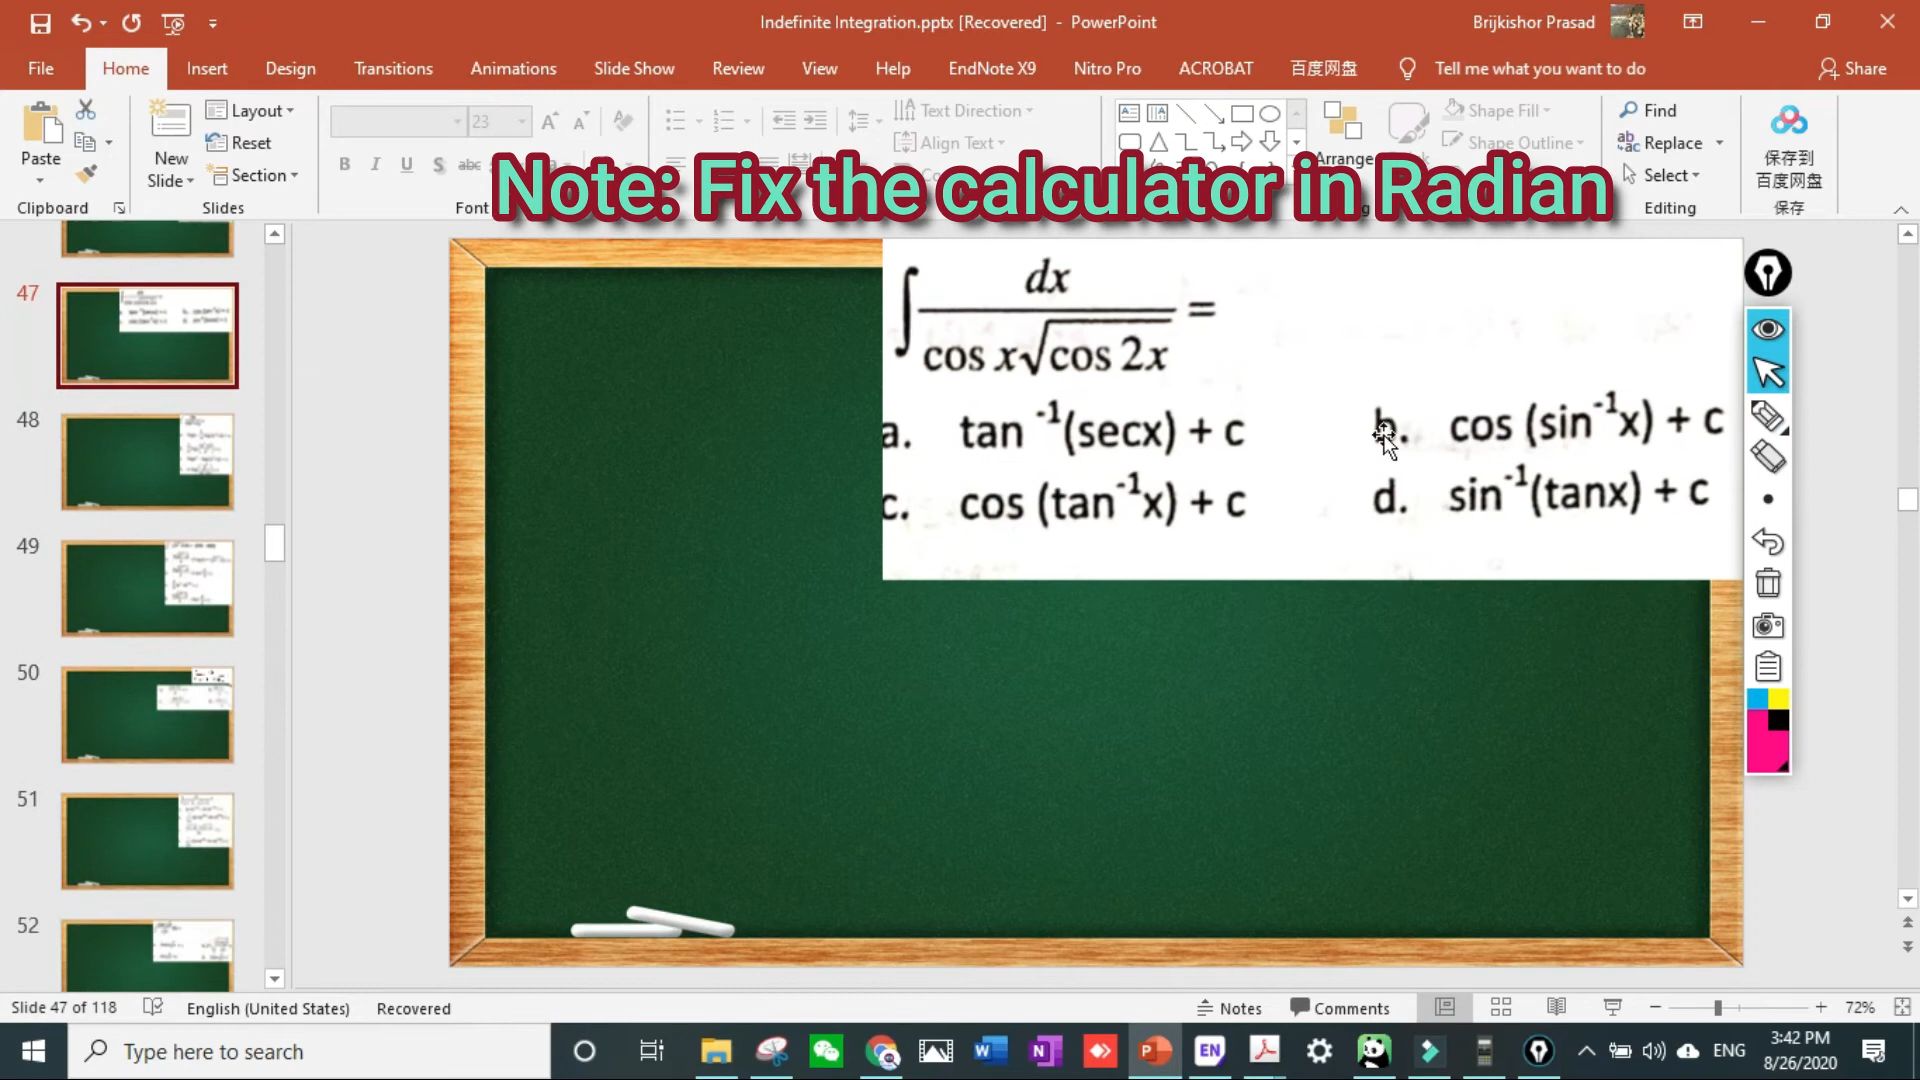 Indefinite Integration.pptx [Recovered] - PowerPoint
Brijkishor Prasad
File Home Insert Design Transitions Animations Slide Show Review View Help EndNote X9 Nitro Pro ACROBAT 百度网盘 Tell me what you want to do Share
Paste
Clipboard
New Slide
Layout
Reset
Section
Slides
23
B I U S abc
Font
Text Direction
Align Text
Arrange
Shape Fill
Shape Outline
Find
Replace
Select
Editing
保存到
百度网盘
保存
Note: Fix the calculator in Radian
47
48
49
50
51
52
∫ dx / (cos x√cos 2x) =
a. tan⁻¹(secx) + c
b. cos (sin⁻¹x) + c
c. cos (tan⁻¹x) + c
d. sin⁻¹(tanx) + c
Slide 47 of 118 English (United States) Recovered Notes Comments 72%
Type here to search
EN
ENG
3:42 PM
8/26/2020